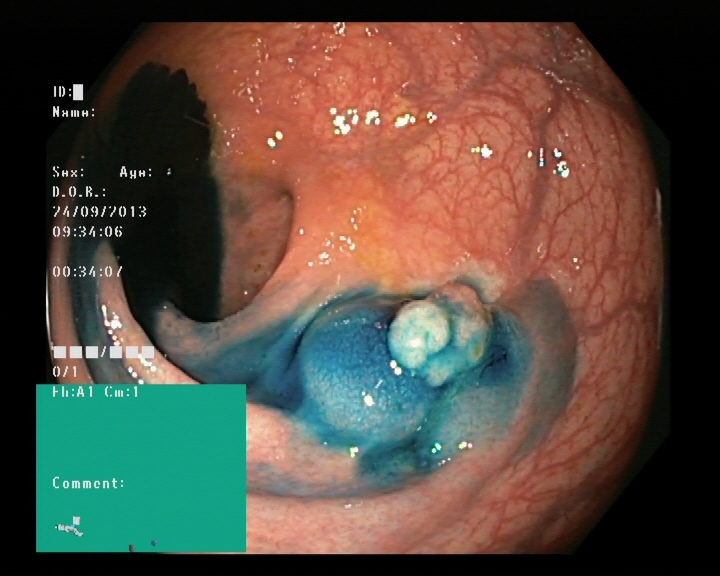 ID:
Name:
Sex: Age:
D.O.B.:
24/09/2013
09:34:06
00:34:07
/
0/1
Eh:A1 Cm:1
Comment: